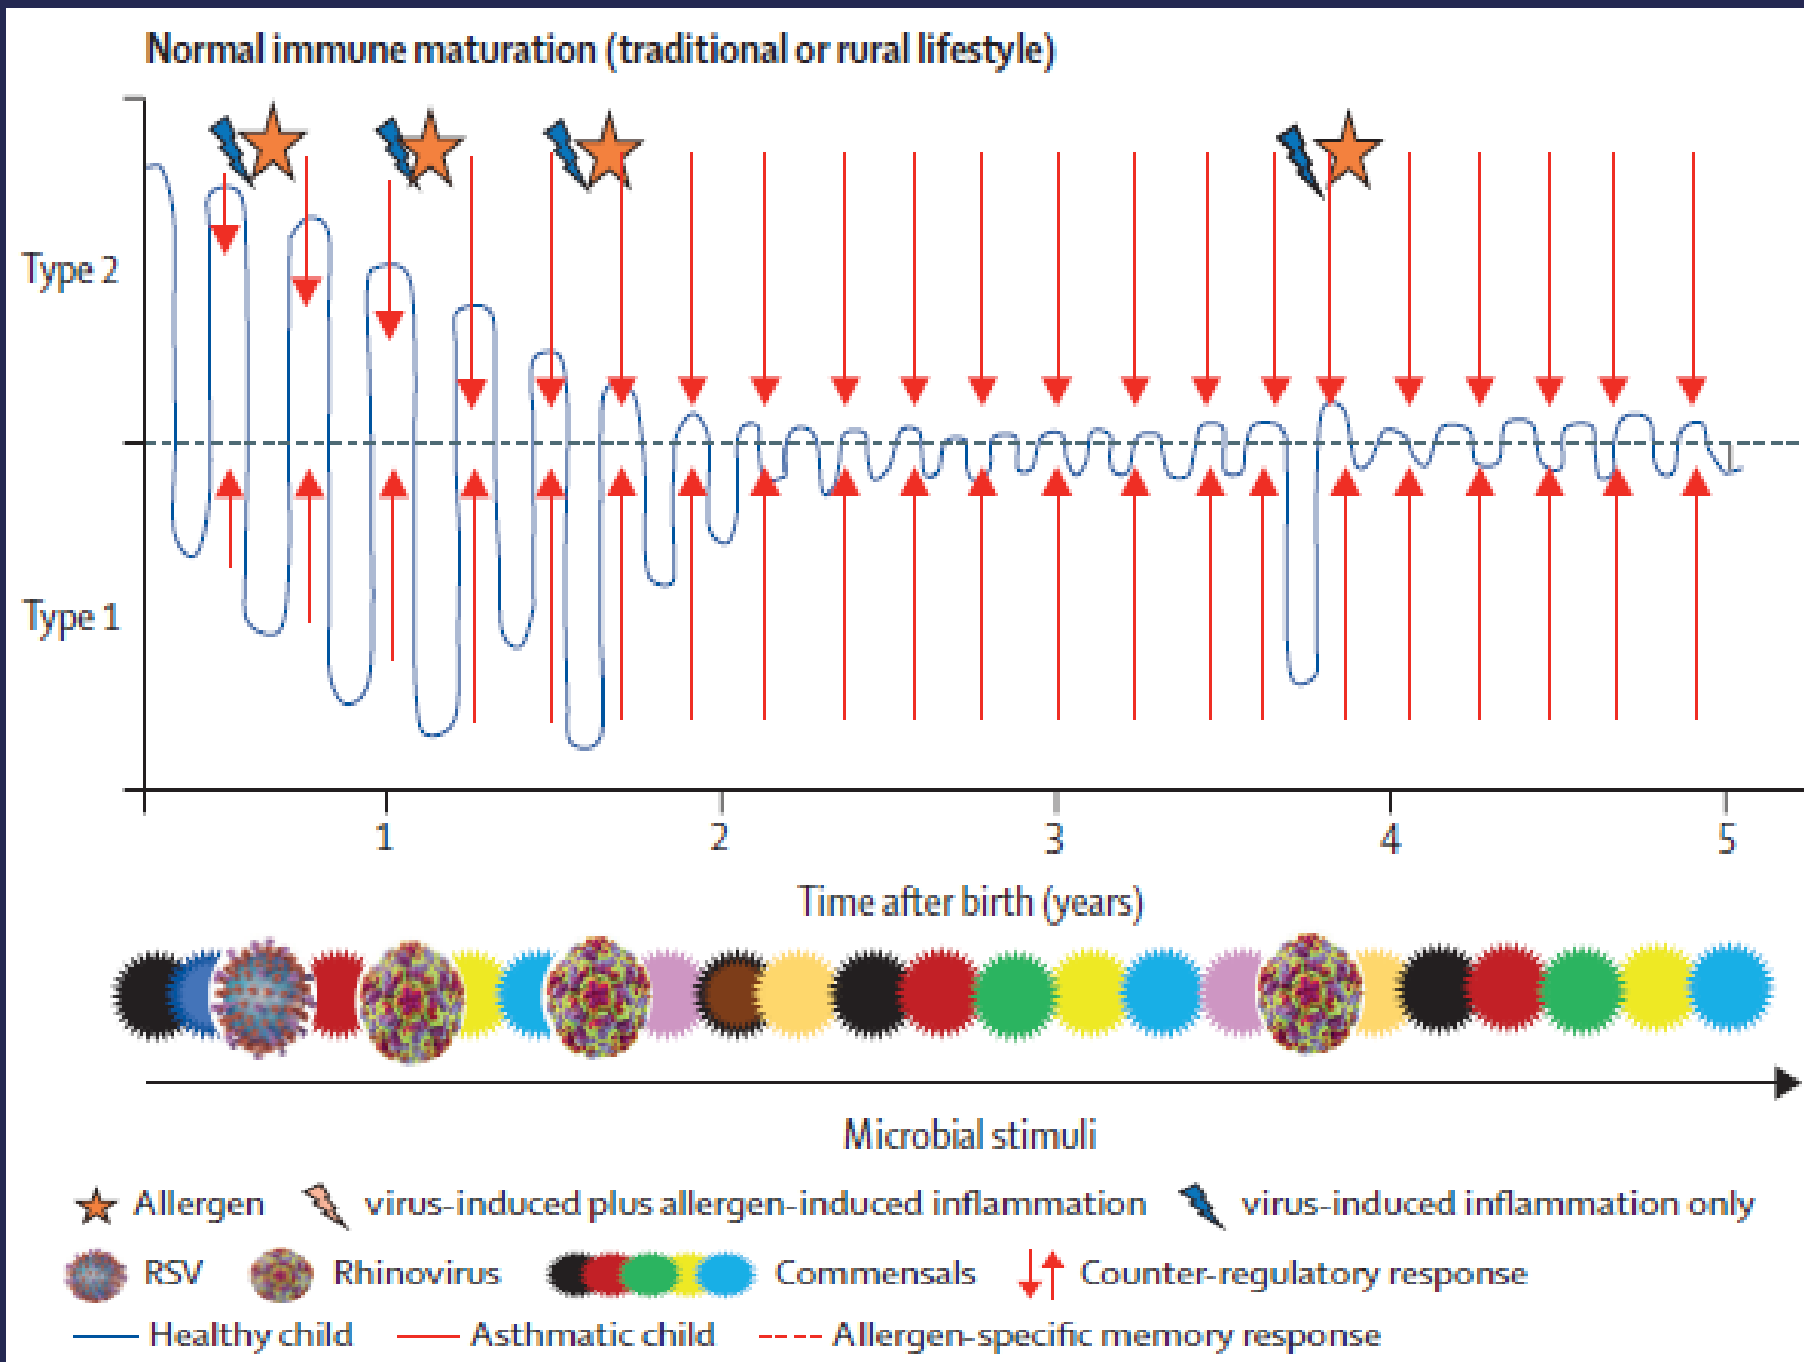 Normal immune maturation (traditional or rural lifestyle)
Type 2
Type 1
1 2 3 4 5
Time after birth (years)
Microbial stimuli
Allergen virus-induced plus allergen-induced inflammation virus-induced inflammation only
RSV Rhinovirus Commensals Counter-regulatory response
Healthy child Asthmatic child Allergen-specific memory response